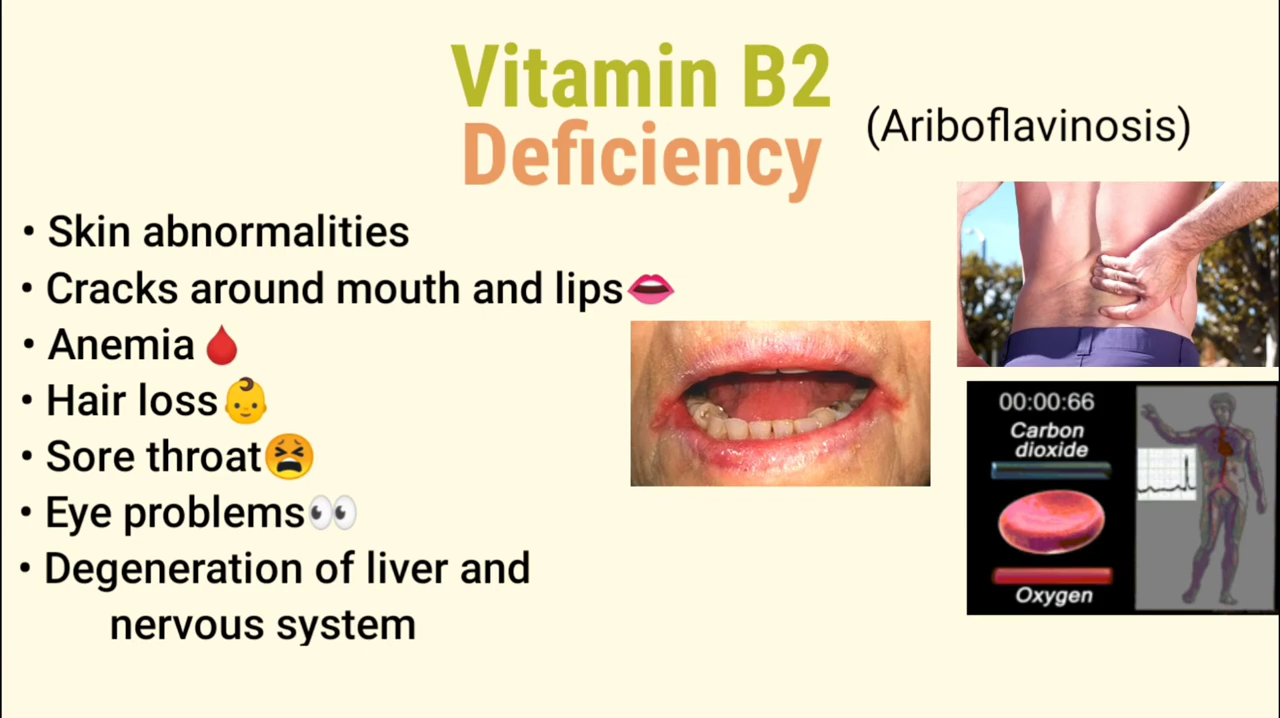 Vitamin B2
Deficiency
(Ariboflavinosis)
• Skin abnormalities
• Cracks around mouth and lips👄
• Anemia🩸
• Hair loss👶
• Sore throat😫
• Eye problems👀
• Degeneration of liver and
nervous system
00:00:66
Carbon
dioxide
Oxygen